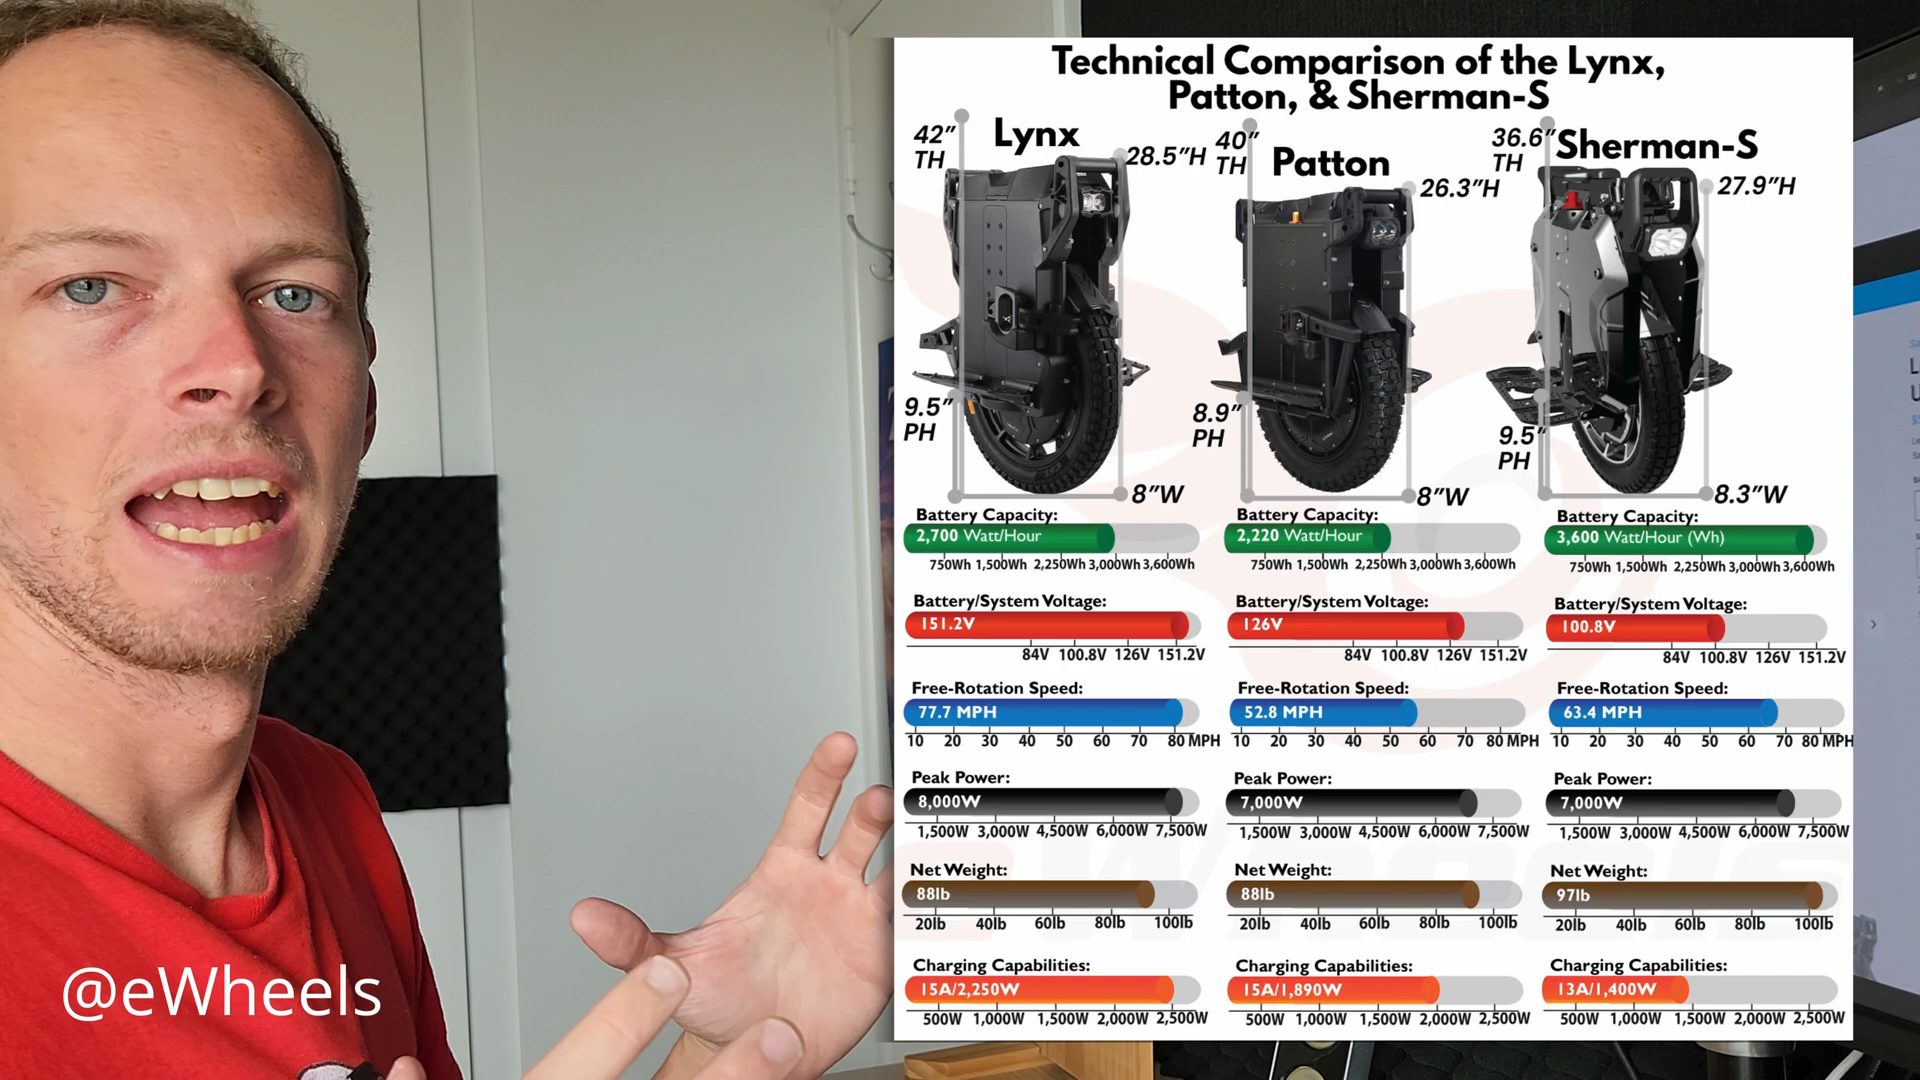 Technical Comparison of the Lynx,
Patton, & Sherman-S
42"
TH
Lynx
28.5"H
9.5"
PH
8"W
Battery Capacity:
2,700 Watt/Hour
750Wh 1,500Wh 2,250Wh 3,000Wh 3,600Wh
Battery/System Voltage:
151.2V
84V 100.8V 126V 151.2V
Free-Rotation Speed:
77.7 MPH
10 20 30 40 50 60 70 80 MPH
Peak Power:
8,000W
1,500W 3,000W 4,500W 6,000W 7,500W
Net Weight:
88lb
20lb 40lb 60lb 80lb 100lb
Charging Capabilities:
15A/2,250W
500W 1,000W 1,500W 2,000W 2,500W
40"
TH
Patton
26.3"H
8.9"
PH
8"W
Battery Capacity:
2,220 Watt/Hour
750Wh 1,500Wh 2,250Wh 3,000Wh 3,600Wh
Battery/System Voltage:
126V
84V 100.8V 126V 151.2V
Free-Rotation Speed:
52.8 MPH
10 20 30 40 50 60 70 80 MPH
Peak Power:
7,000W
1,500W 3,000W 4,500W 6,000W 7,500W
Net Weight:
88lb
20lb 40lb 60lb 80lb 100lb
Charging Capabilities:
15A/1,890W
500W 1,000W 1,500W 2,000W 2,500W
36.6"
TH
Sherman-S
27.9"H
9.5"
PH
8.3"W
Battery Capacity:
3,600 Watt/Hour (Wh)
750Wh 1,500Wh 2,250Wh 3,000Wh 3,600Wh
Battery/System Voltage:
100.8V
84V 100.8V 126V 151.2V
Free-Rotation Speed:
63.4 MPH
10 20 30 40 50 60 70 80 MPH
Peak Power:
7,000W
1,500W 3,000W 4,500W 6,000W 7,500W
Net Weight:
97lb
20lb 40lb 60lb 80lb 100lb
Charging Capabilities:
13A/1,400W
500W 1,000W 1,500W 2,000W 2,500W
@eWheels